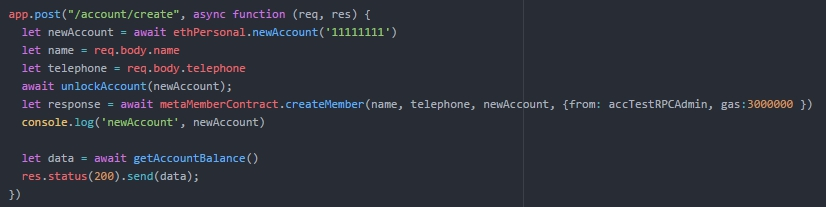 app.post("/account/create", async function (req, res) {
  let newAccount = await ethPersonal.newAccount('11111111')
  let name = req.body.name
  let telephone = req.body.telephone
  await unlockAccount(newAccount);
  let response = await metaMemberContract.createMember(name, telephone, newAccount, {from: accTestRPCAdmin, gas:3000000 })
  console.log('newAccount', newAccount)

  let data = await getAccountBalance()
  res.status(200).send(data);
})